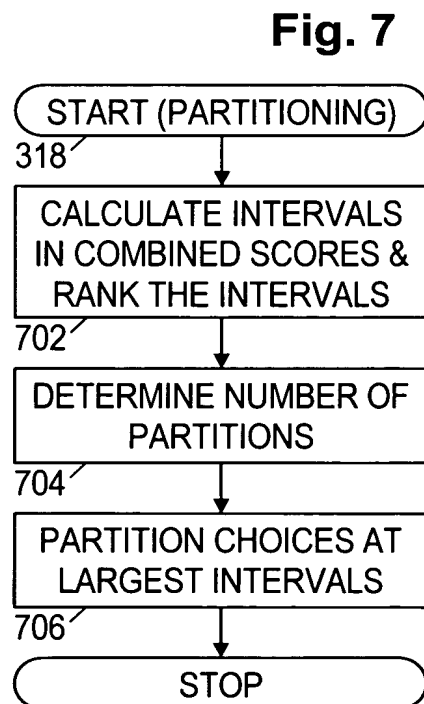 Fig. 7
START (PARTITIONING)
318
CALCULATE INTERVALS
IN COMBINED SCORES &
RANK THE INTERVALS
702
DETERMINE NUMBER OF
PARTITIONS
704
PARTITION CHOICES AT
LARGEST INTERVALS
706
STOP